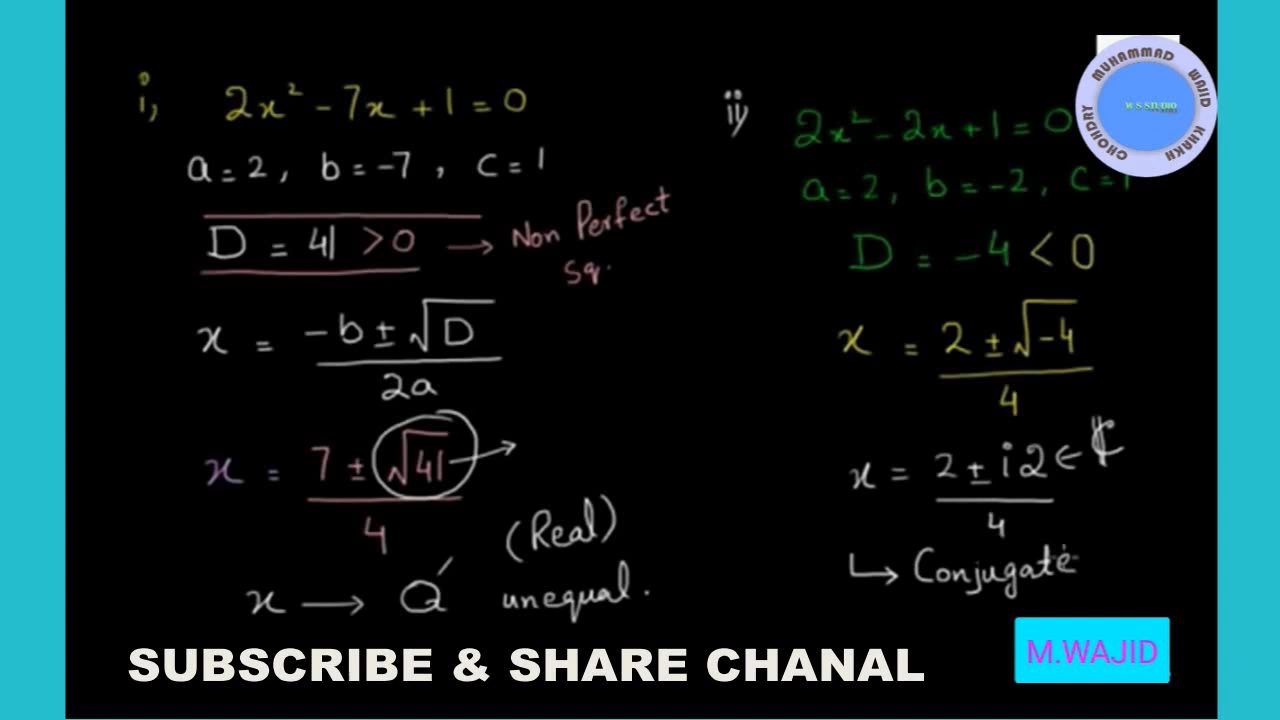 i, 2x² - 7x + 1 = 0
a = 2, b = -7, c = 1
D = 41 > 0 → Non Perfect
Sq.
x = (-b ± √D) / 2a
x = (7 ± √41) / 4 →
x → Q′ (Real)
unequal.
ii, 2x² - 2x + 1 = 0
a = 2, b = -2, c = 1
D = -4 < 0
x = (2 ± √-4) / 4
x = (2 ± i2) / 4 ∈ ℂ
↳ Conjugate
MUHAMMAD WAJID KHAKH CHOHDRY
W S STUDIO
SUBSCRIBE & SHARE CHANAL
M.WAJID